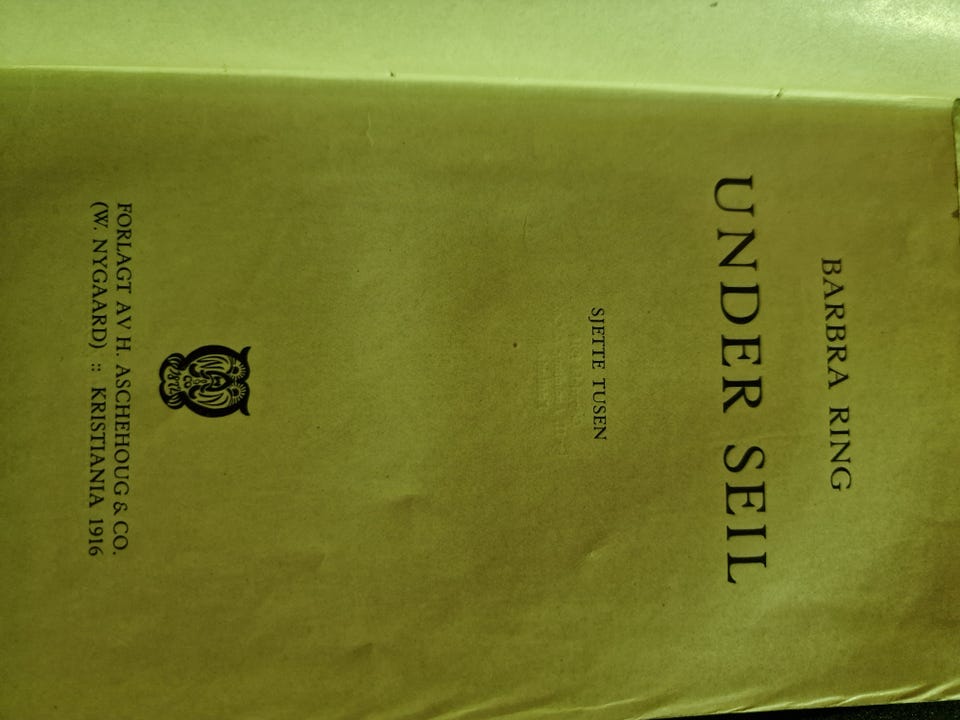 BARBRA RING
UNDER SEIL
SJETTE TUSEN
FORLAGT AV H. ASCHEHOUG & CO.
(W. NYGAARD) :: KRISTIANIA 1916